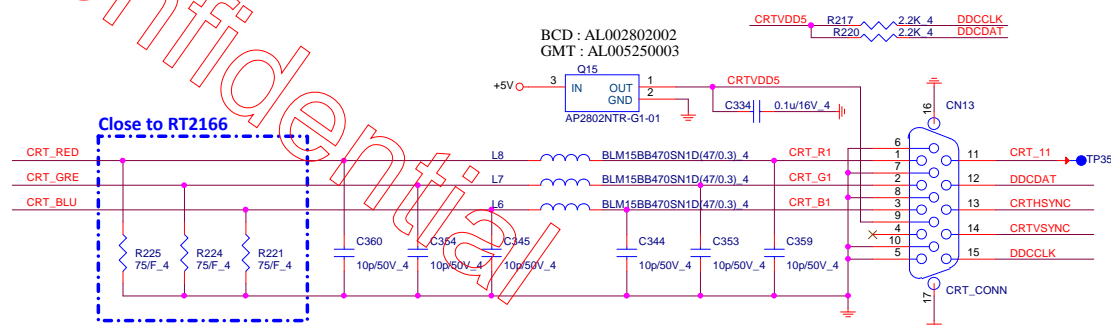 CRTVDD5 R217 2.2K_4 DDCCLK
R220 2.2K_4 DDCDAT
BCD : AL002802002
GMT : AL005250003
Q15
+5V 3 IN OUT 1 CRTVDD5
GND 2
AP2802NTR-G1-01
C334 0.1u/16V_4
16 CN13
Confidential
Close to RT2166
CRT_RED L8 BLM15BB470SN1D(47/0.3)_4 CRT_R1
CRT_GRE L7 BLM15BB470SN1D(47/0.3)_4 CRT_G1
CRT_BLU L6 BLM15BB470SN1D(47/0.3)_4 CRT_B1
6
1 11 CRT_11 TP35
7
2 12 DDCDAT
8
3 13 CRTHSYNC
9
4 14 CRTVSYNC
10
5 15 DDCCLK
R225 R224 R221 C360 C354 C345 C344 C353 C359
75/F_4 75/F_4 75/F_4 10p/50V_4 10p/50V_4 10p/50V_4 10p/50V_4 10p/50V_4 10p/50V_4
17 CRT_CONN